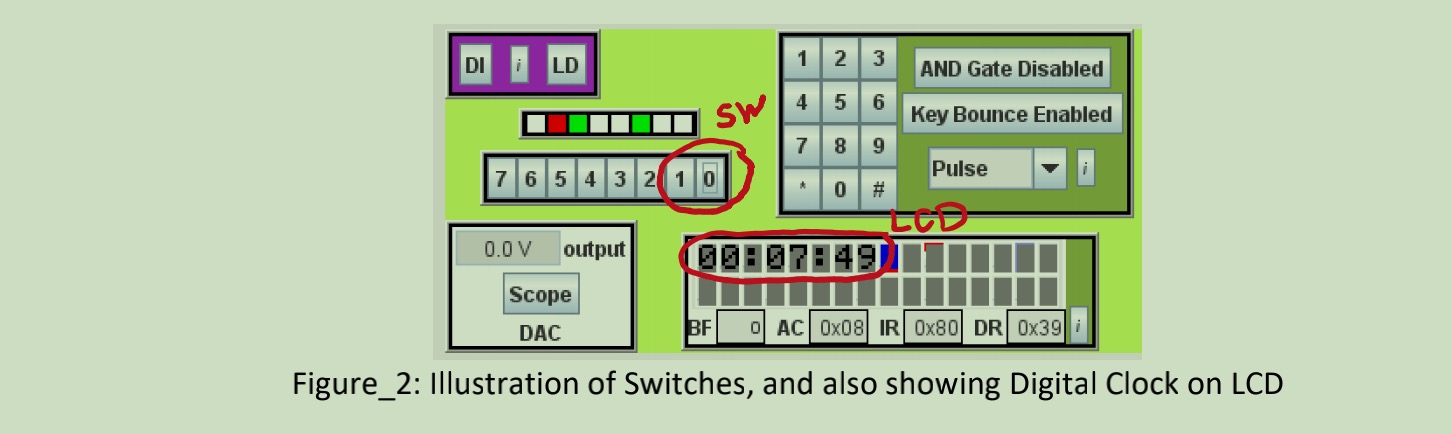 DI i LD
SW
7 6 5 4 3 2 1 0
1 2 3
4 5 6
7 8 9
* 0 #
AND Gate Disabled
Key Bounce Enabled
Pulse i
0.0 V output
Scope
DAC
LCD
00:07:49
BF 0 AC 0x08 IR 0x80 DR 0x39 i
Figure_2: Illustration of Switches, and also showing Digital Clock on LCD